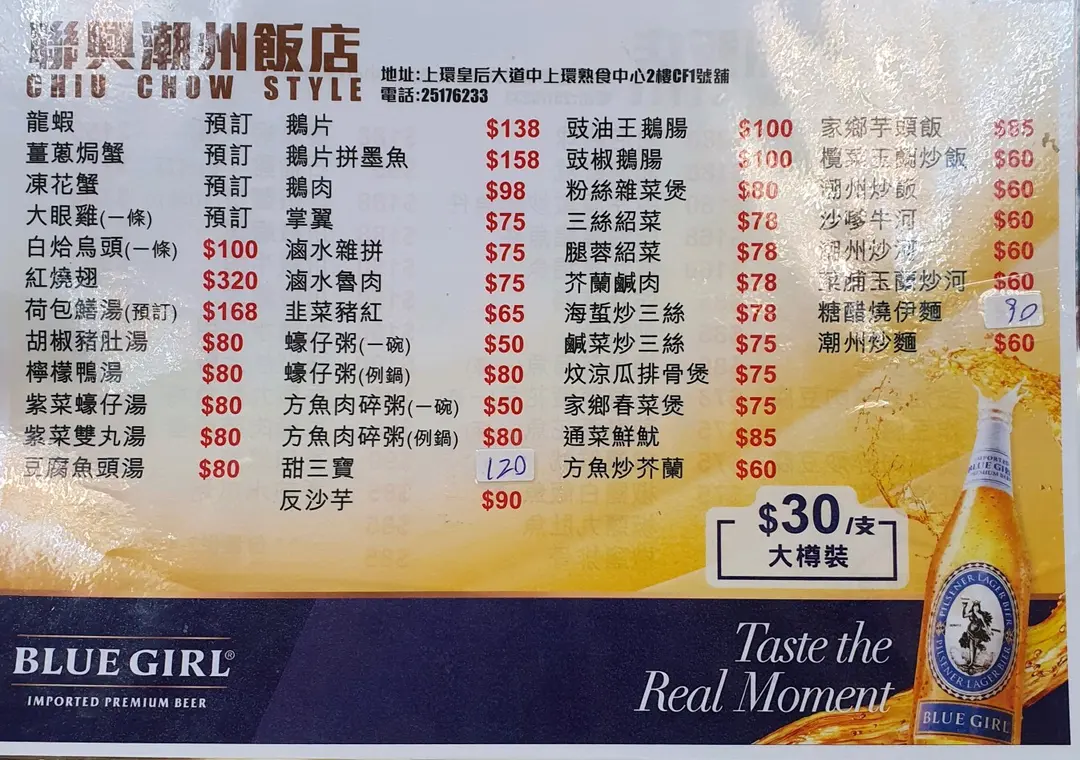 聯興潮州飯店
CHIU CHOW STYLE
地址:上環皇后大道中上環熟食中心2樓CF1號鋪
電話:25176233
龍蝦 預訂
薑蔥焗蟹 預訂
凍花蟹 預訂
大眼雞(一條) 預訂
白烚烏頭(一條) $100
紅燒翅 $320
荷包鱔湯(預訂) $168
胡椒豬肚湯 $80
檸檬鴨湯 $80
紫菜蠔仔湯 $80
紫菜雙丸湯 $80
豆腐魚頭湯 $80
鵝片 $138
鵝片拼墨魚 $158
鵝肉 $98
掌翼 $75
滷水雜拼 $75
滷水魯肉 $75
韭菜豬紅 $65
蠔仔粥(一碗) $50
蠔仔粥(例鍋) $80
方魚肉碎粥(一碗) $50
方魚肉碎粥(例鍋) $80
甜三寶 120
反沙芋 $90
豉油王鵝腸 $100
豉椒鵝腸 $100
粉絲雜菜煲 $80
三絲紹菜 $78
腿蓉紹菜 $78
芥蘭鹹肉 $78
海蜇炒三絲 $78
鹹菜炒三絲 $75
炆涼瓜排骨煲 $75
家鄉春菜煲 $75
通菜鮮魷 $85
方魚炒芥蘭 $60
家鄉芋頭飯 $85
欖菜玉蘭炒飯 $60
潮州炒飯 $60
沙嗲牛河 $60
潮州炒河 $60
菜脯玉蘭炒河 $60
糖醋燒伊麵 90
潮州炒麵 $60
$30/支
大樽裝
BLUE GIRL®
IMPORTED PREMIUM BEER
Taste the
Real Moment
IMPORTED
BLUE GIRL
PREMIUM BEER
PILSENER LAGER BIER
PILSENER LAGER BIER
BLUE GIRL